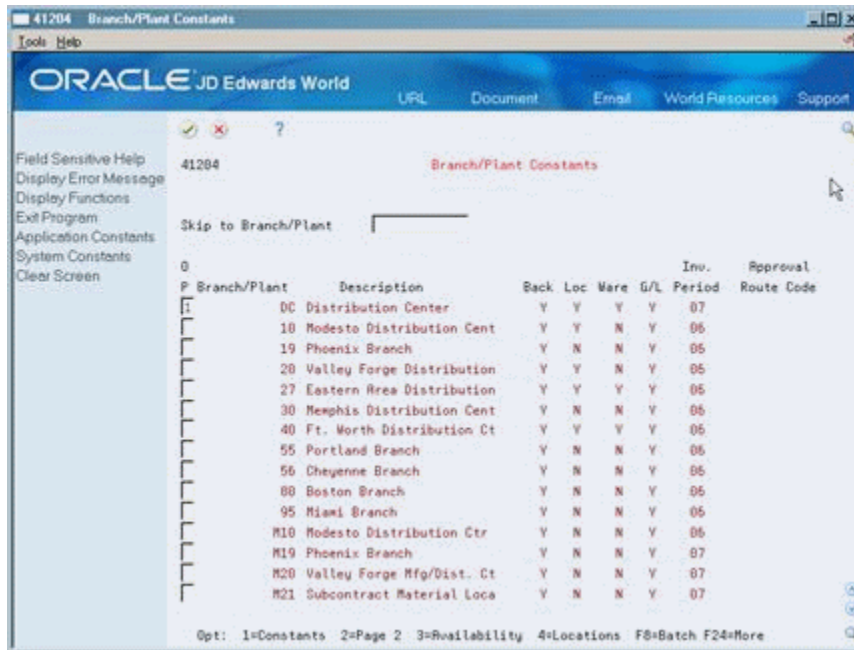 41204 Branch/Plant Constants
Tools Help
ORACLE JD Edwards World
URL Document Email World Resources Support
?
Field Sensitive Help
Display Error Message
Display Functions
Exit Program
Application Constants
System Constants
Clear Screen
41204 Branch/Plant Constants
Skip to Branch/Plant
O Inv. Approval
P Branch/Plant Description Back Loc Ware G/L Period Route Code
1 DC Distribution Center Y Y Y Y 07
10 Modesto Distribution Cent Y Y N Y 06
19 Phoenix Branch Y N N Y 06
20 Valley Forge Distribution Y Y N Y 06
27 Eastern Area Distribution Y Y Y Y 06
30 Memphis Distribution Cent Y N N Y 06
40 Ft. Worth Distribution Ct Y Y Y Y 06
55 Portland Branch Y N N Y 06
56 Cheyenne Branch Y N N Y 06
80 Boston Branch Y N N Y 06
95 Miami Branch Y N N Y 06
M10 Modesto Distribution Ctr Y N N Y 06
M19 Phoenix Branch Y N N Y 07
M20 Valley Forge Mfg/Dist. Ct Y N N Y 07
M21 Subcontract Material Loca Y N N Y 07
Opt: 1=Constants 2=Page 2 3=Availability 4=Locations F8=Batch F24=More